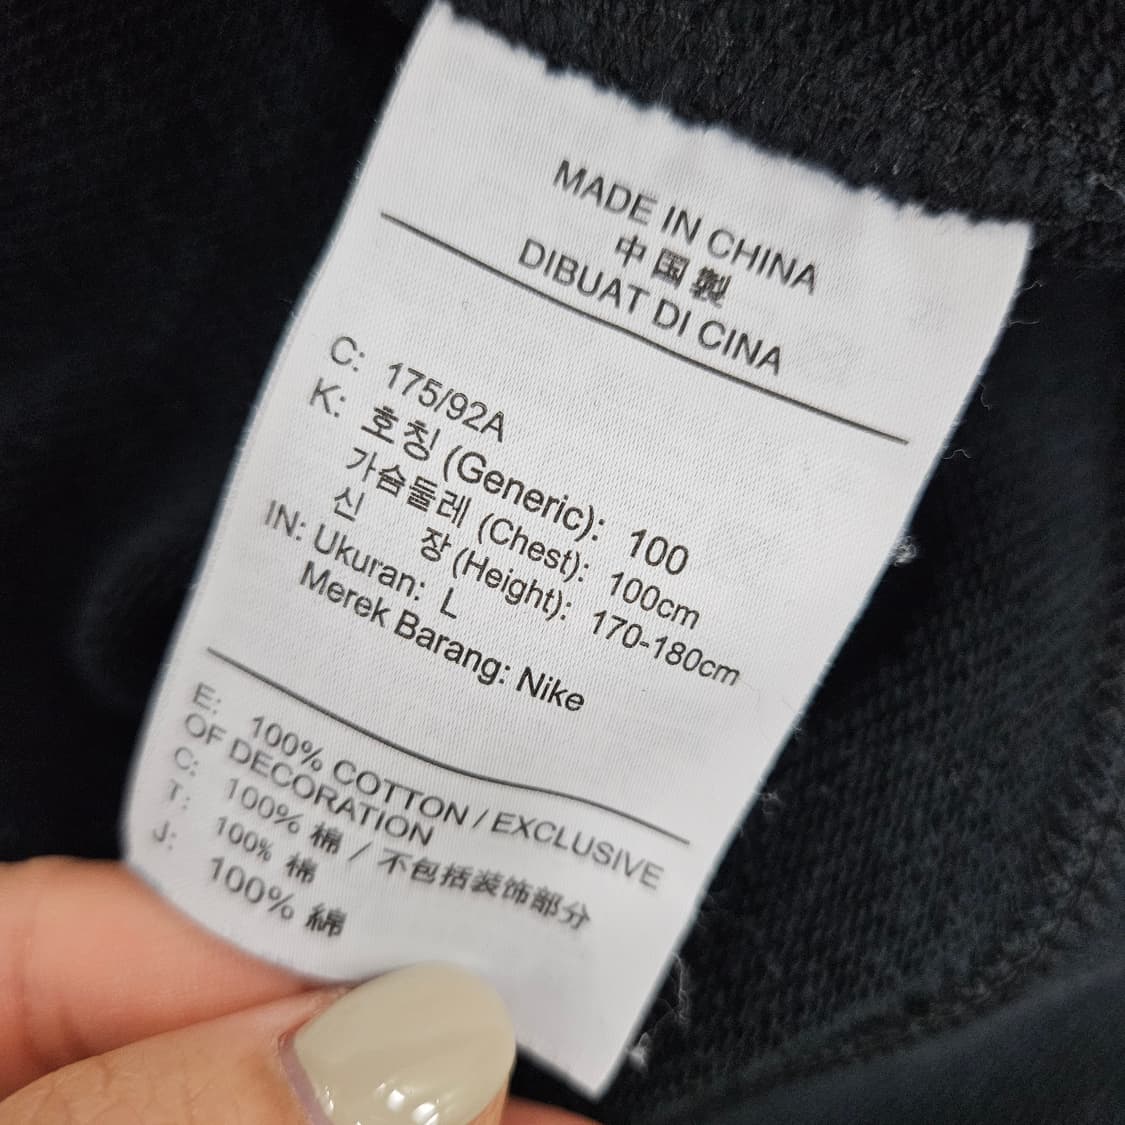 MADE IN CHINA
中国製
DIBUAT DI CINA
C: 175/92A
K: 호칭 (Generic): 100
가슴둘레 (Chest): 100cm
신 장 (Height): 170-180cm
IN: Ukuran: L
Merek Barang: Nike
E: 100% COTTON / EXCLUSIVE
OF DECORATION
C: 100% 棉 / 不包括装饰部分
T: 100% 棉
J: 100% 綿